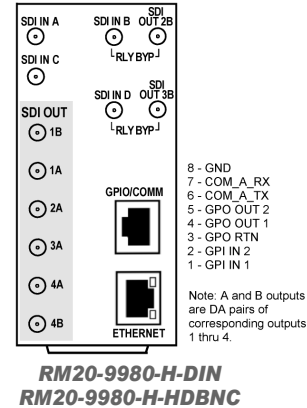 SDI IN A
SDI IN B
SDI
OUT 2B
RLY BYP
SDI IN C
SDI IN D
SDI
OUT 3B
RLY BYP
SDI OUT
1B
1A
2A
3A
4A
4B
GPIO/COMM
ETHERNET
8 - GND
7 - COM_A_RX
6 - COM_A_TX
5 - GPO OUT 2
4 - GPO OUT 1
3 - GPO RTN
2 - GPI IN 2
1 - GPI IN 1
Note: A and B outputs
are DA pairs of
corresponding outputs
1 thru 4.
RM20-9980-H-DIN
RM20-9980-H-HDBNC